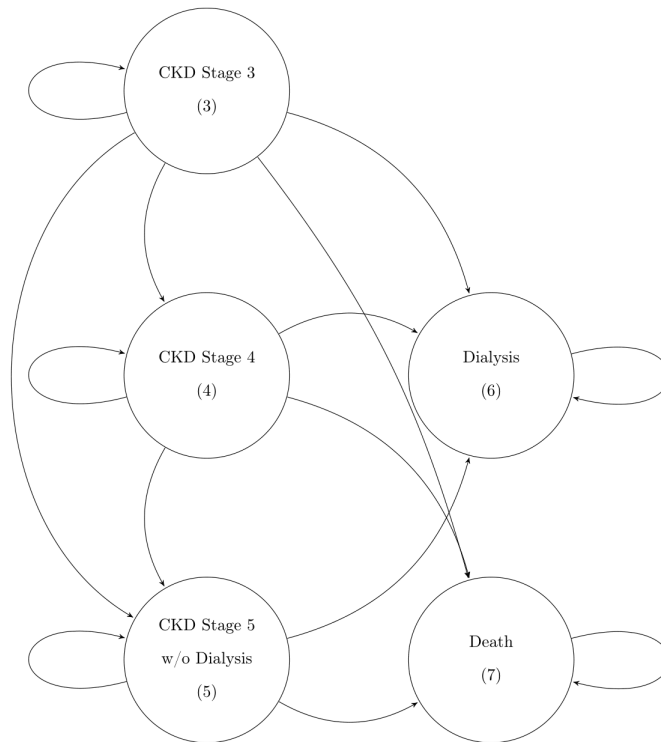 CKD Stage 3
(3)
CKD Stage 4
(4)
Dialysis
(6)
CKD Stage 5
w/o Dialysis
(5)
Death
(7)